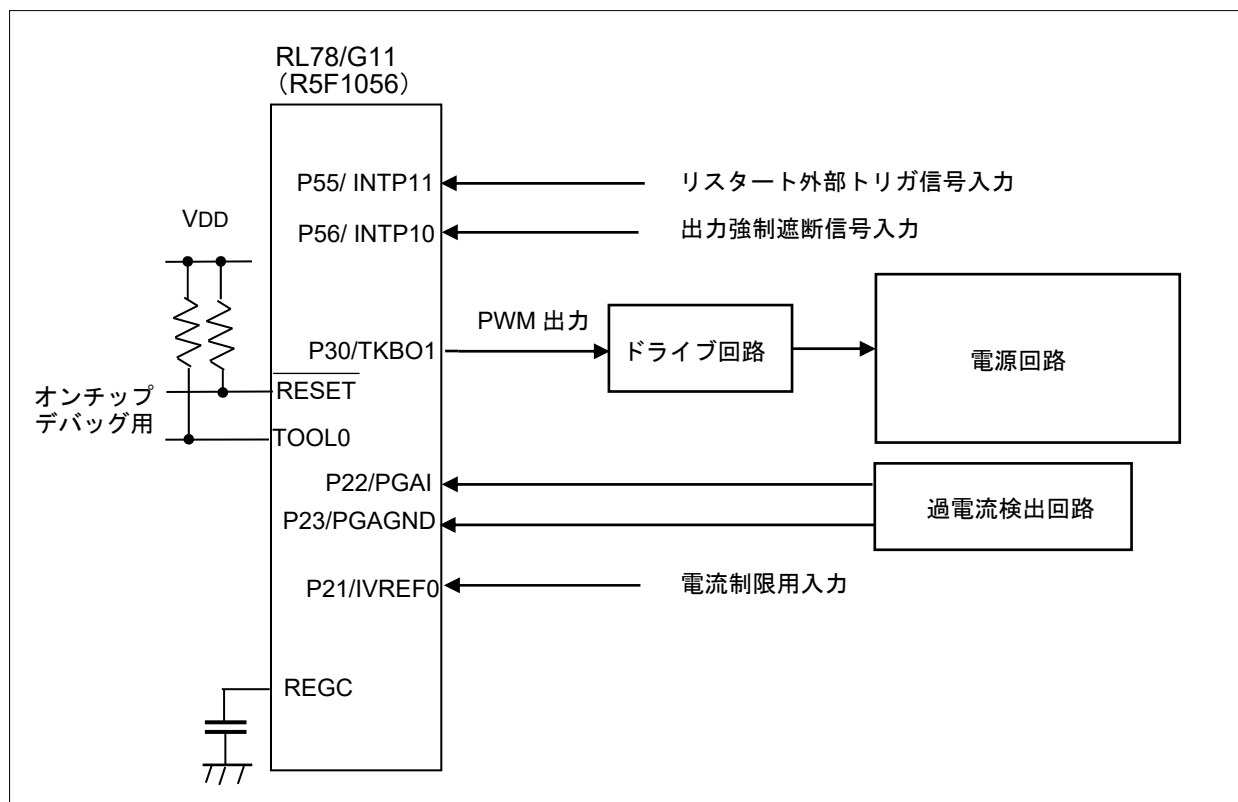 RL78/G11
（R5F1056）
P55/ INTP11
リスタート外部トリガ信号入力
VDD
P56/ INTP10
出力強制遮断信号入力
PWM 出力
P30/TKBO1
ドライブ回路
電源回路
オンチップ
デバッグ用
RESET
TOOL0
P22/PGAI
P23/PGAGND
過電流検出回路
P21/IVREF0
電流制限用入力
REGC